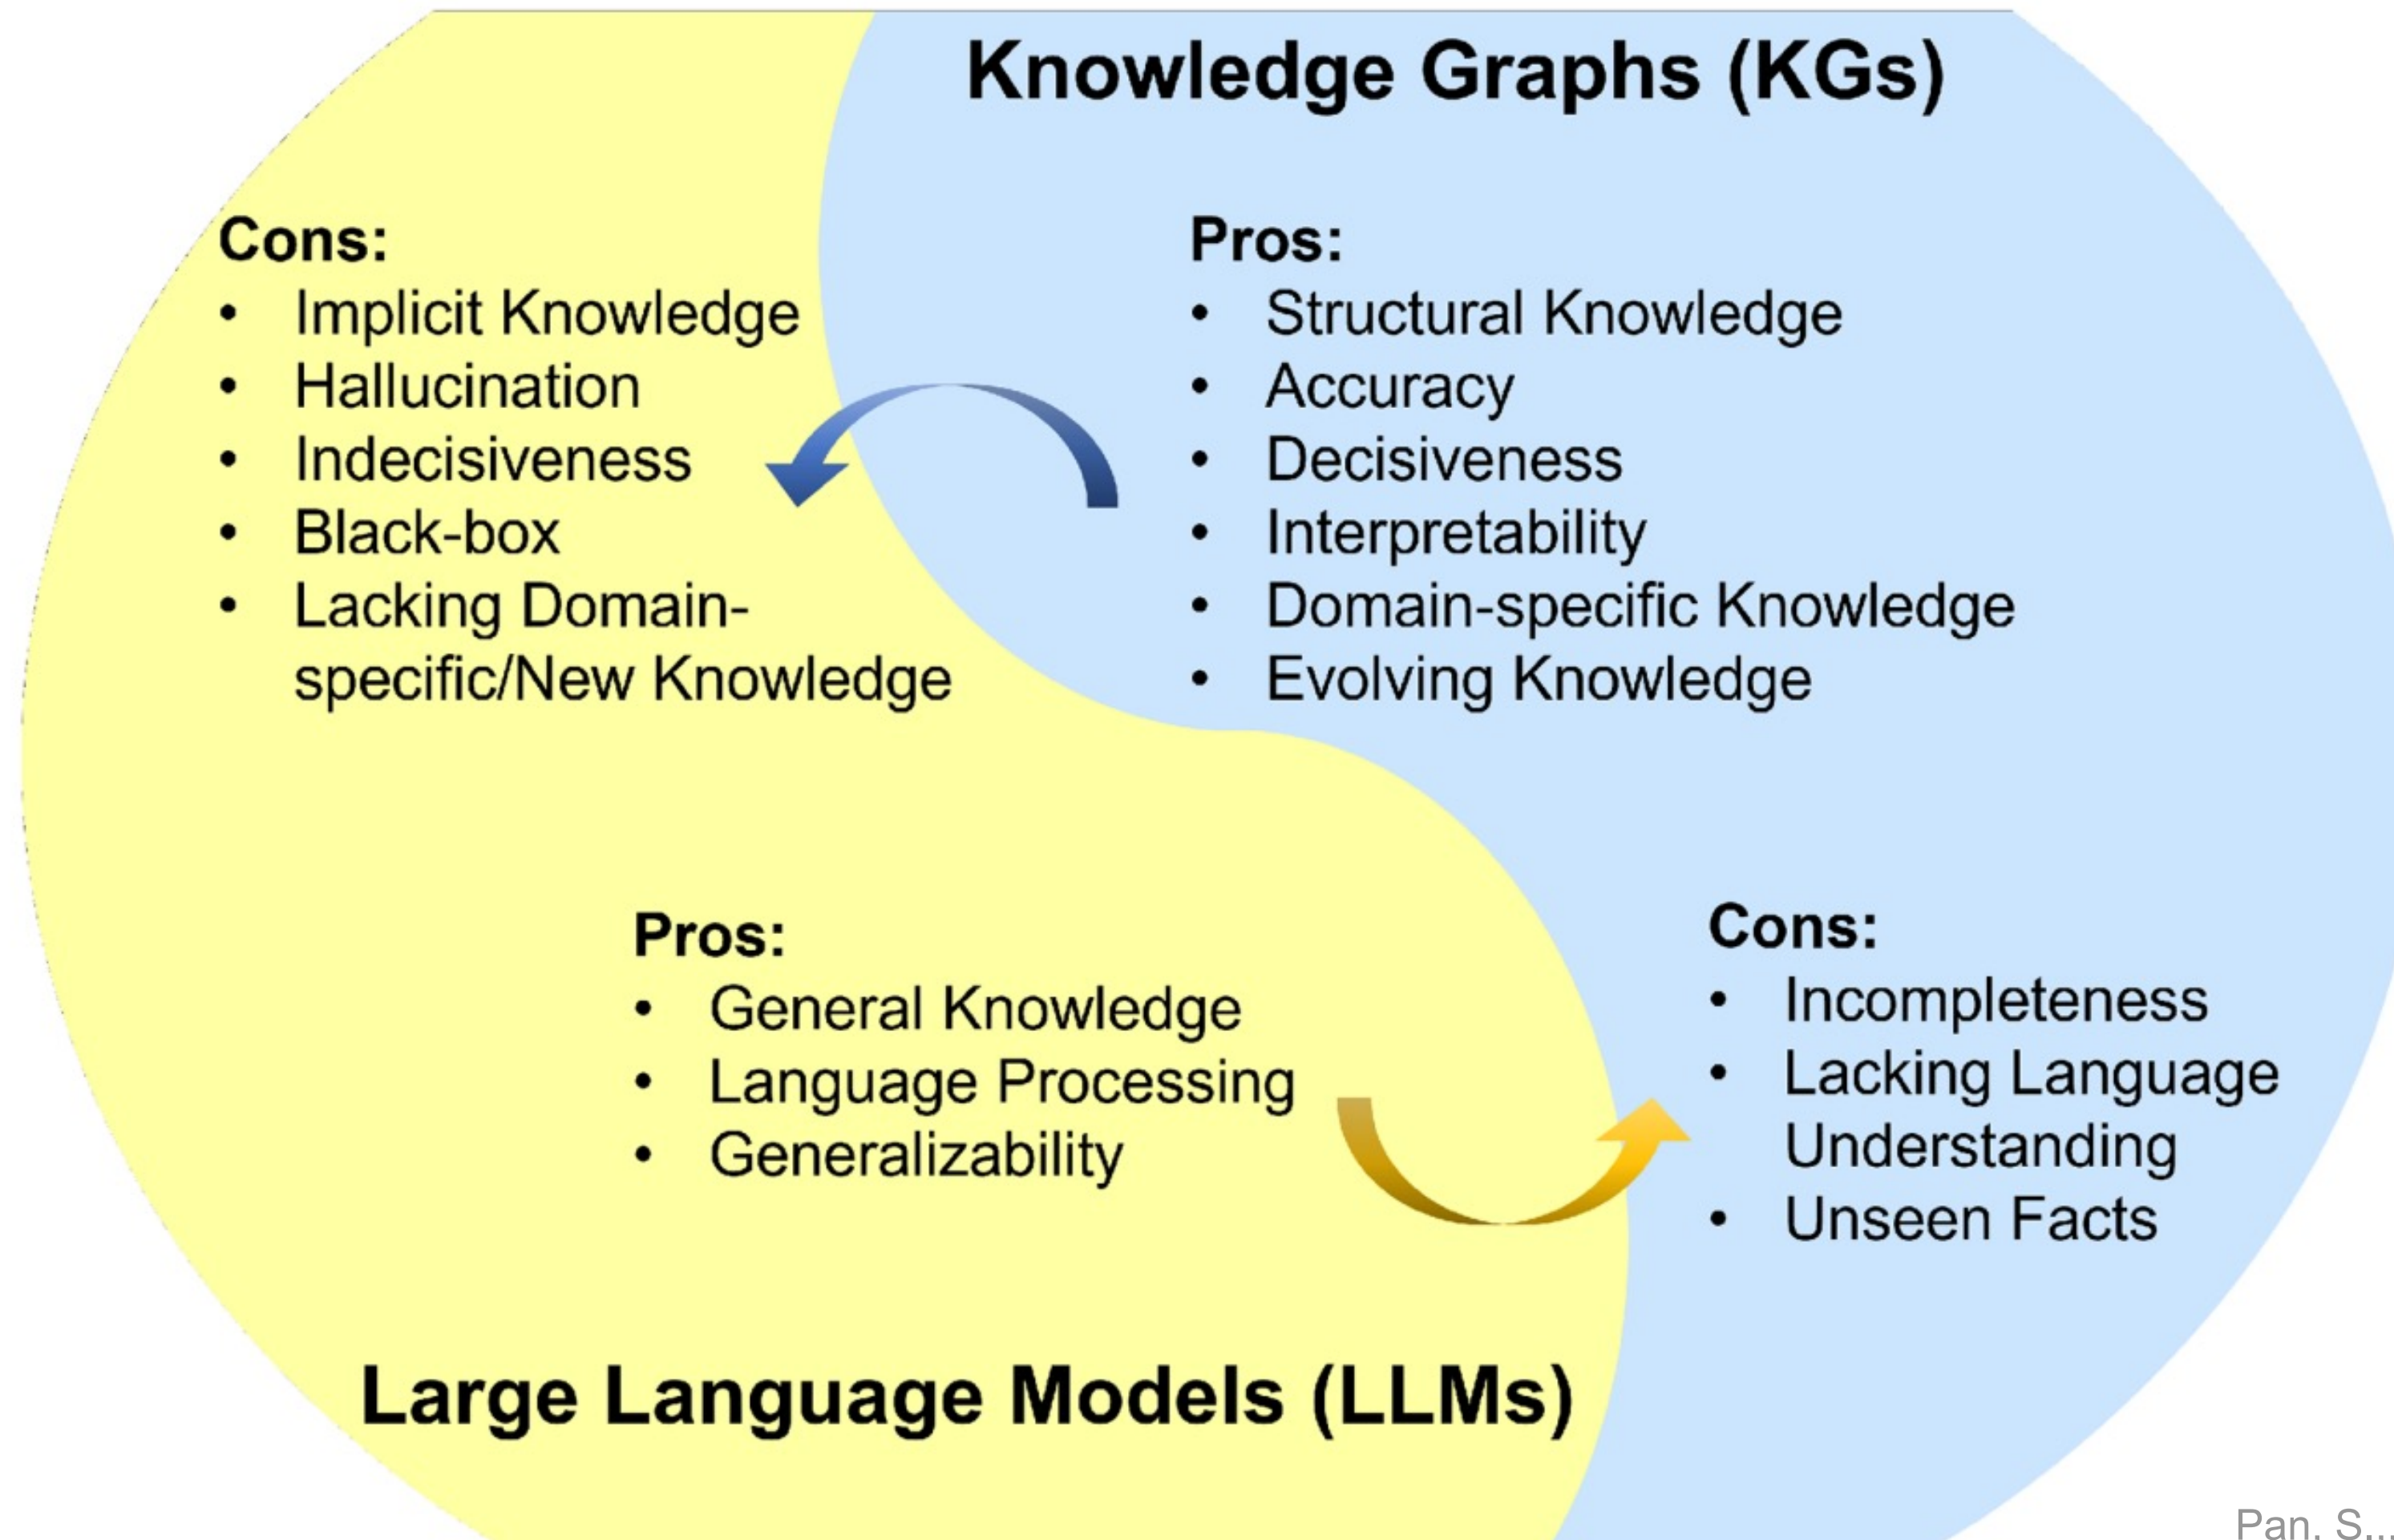 Knowledge Graphs (KGs)
Cons:
• Implicit Knowledge
• Hallucination
• Indecisiveness
• Black-box
• Lacking Domain-
specific/New Knowledge
Pros:
• Structural Knowledge
• Accuracy
• Decisiveness
• Interpretability
• Domain-specific Knowledge
• Evolving Knowledge
Pros:
• General Knowledge
• Language Processing
• Generalizability
Cons:
• Incompleteness
• Lacking Language
Understanding
• Unseen Facts
Large Language Models (LLMs)
Pan, S...